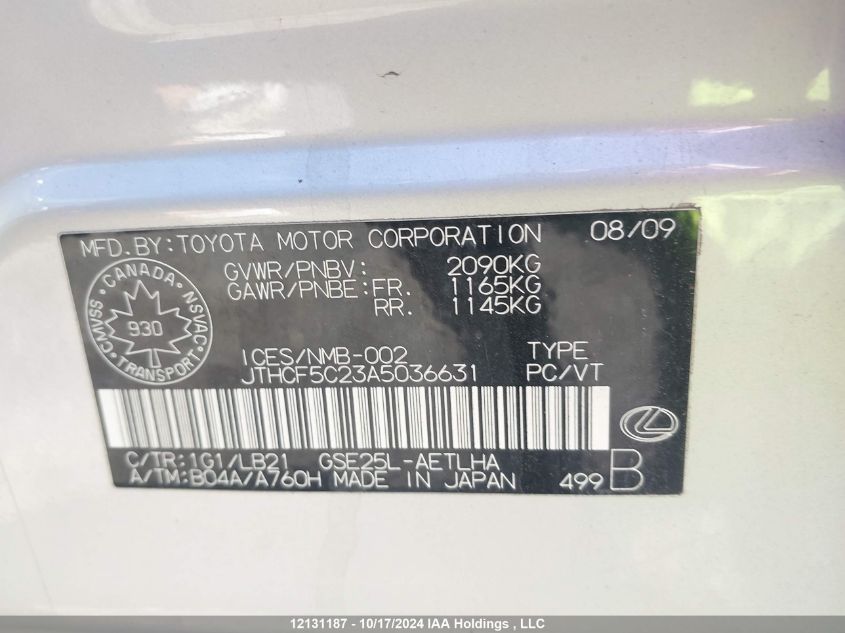 MFD.BY:TOYOTA MOTOR CORPORATION 08/09
GVWR/PNBV: 2090KG
GAWR/PNBE:FR. 1165KG
RR. 1145KG
CANADA
CMVSS 930 NSVAC
TRANSPORT
ICES/NMB-002 TYPE
JTHCF5C23A5036631 PC/VT
C/TR:1G1/LB21 GSE25L-AETLHA
A/TM:B04A/A760H MADE IN JAPAN 499 B
12131187 - 10/17/2024 IAA Holdings , LLC